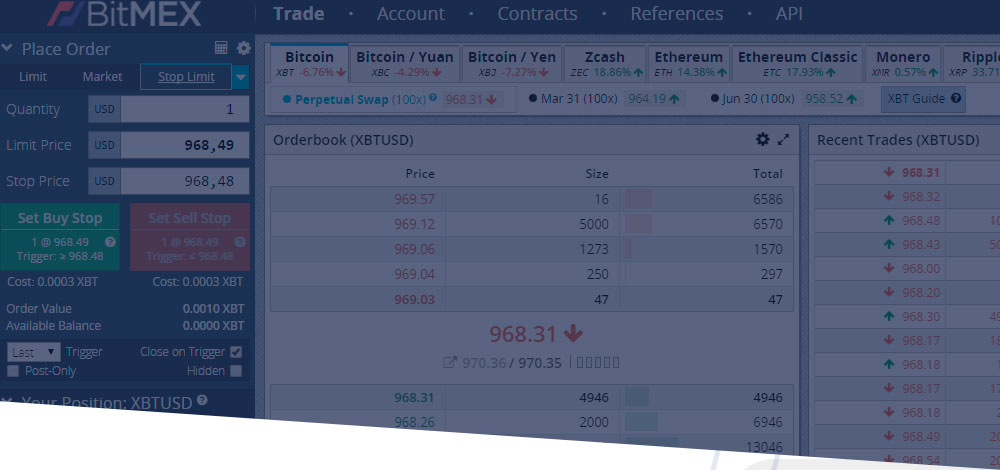 BitMEX
Trade · Account · Contracts · References · API
Place Order
Limit Market Stop Limit
Quantity USD 1
Limit Price USD 968,49
Stop Price USD 968,48
Set Buy Stop Set Sell Stop
1 @ 968.49 ? 1 @ 968.49 ?
Trigger: ≥ 968.48 Trigger: ≤ 968.48
Cost: 0.0003 XBT Cost: 0.0003 XBT
Order Value 0.0010 XBT
Available Balance 0.0000 XBT
Last Trigger Close on Trigger
Post-Only Hidden
Your Position: XBTUSD ?
Bitcoin Bitcoin / Yuan Bitcoin / Yen Zcash Ethereum Ethereum Classic Monero Ripple
XBT -6.76% XBC -4.29% XBJ -7.27% ZEC 18.86% ETH 14.38% ETC 17.93% XMR 0.57% XRP 33.71
Perpetual Swap (100x) ? 968.31 Mar 31 (100x) 964.19 Jun 30 (100x) 958.52 XBT Guide ?
Orderbook (XBTUSD)
Price Size Total
969.57 16 6586
969.12 5000 6570
969.06 1273 1570
969.04 250 297
969.03 47 47
968.31
970.36 / 970.35
968.31 4946 4946
968.26 2000 6946
13046
Recent Trades (XBTUSD)
968.31
968.32
968.48 10
968.43 50
968.00
968.20
968.30 49
968.17 18
968.18
968.17 17
968.18 2
968.49 20
968.54 20